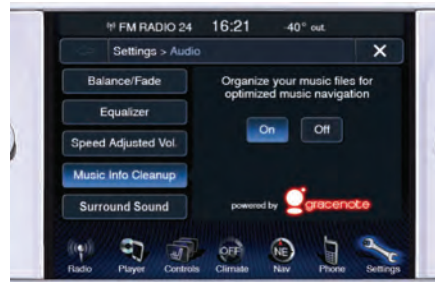 FM RADIO 24 16:21 -40° out.
Settings > Audio X
Balance/Fade
Equalizer
Speed Adjusted Vol.
Music Info Cleanup
Surround Sound
Organize your music files for
optimized music navigation
On Off
powered by gracenote
OFF NE
Radio Player Controls Climate Nav Phone Settings